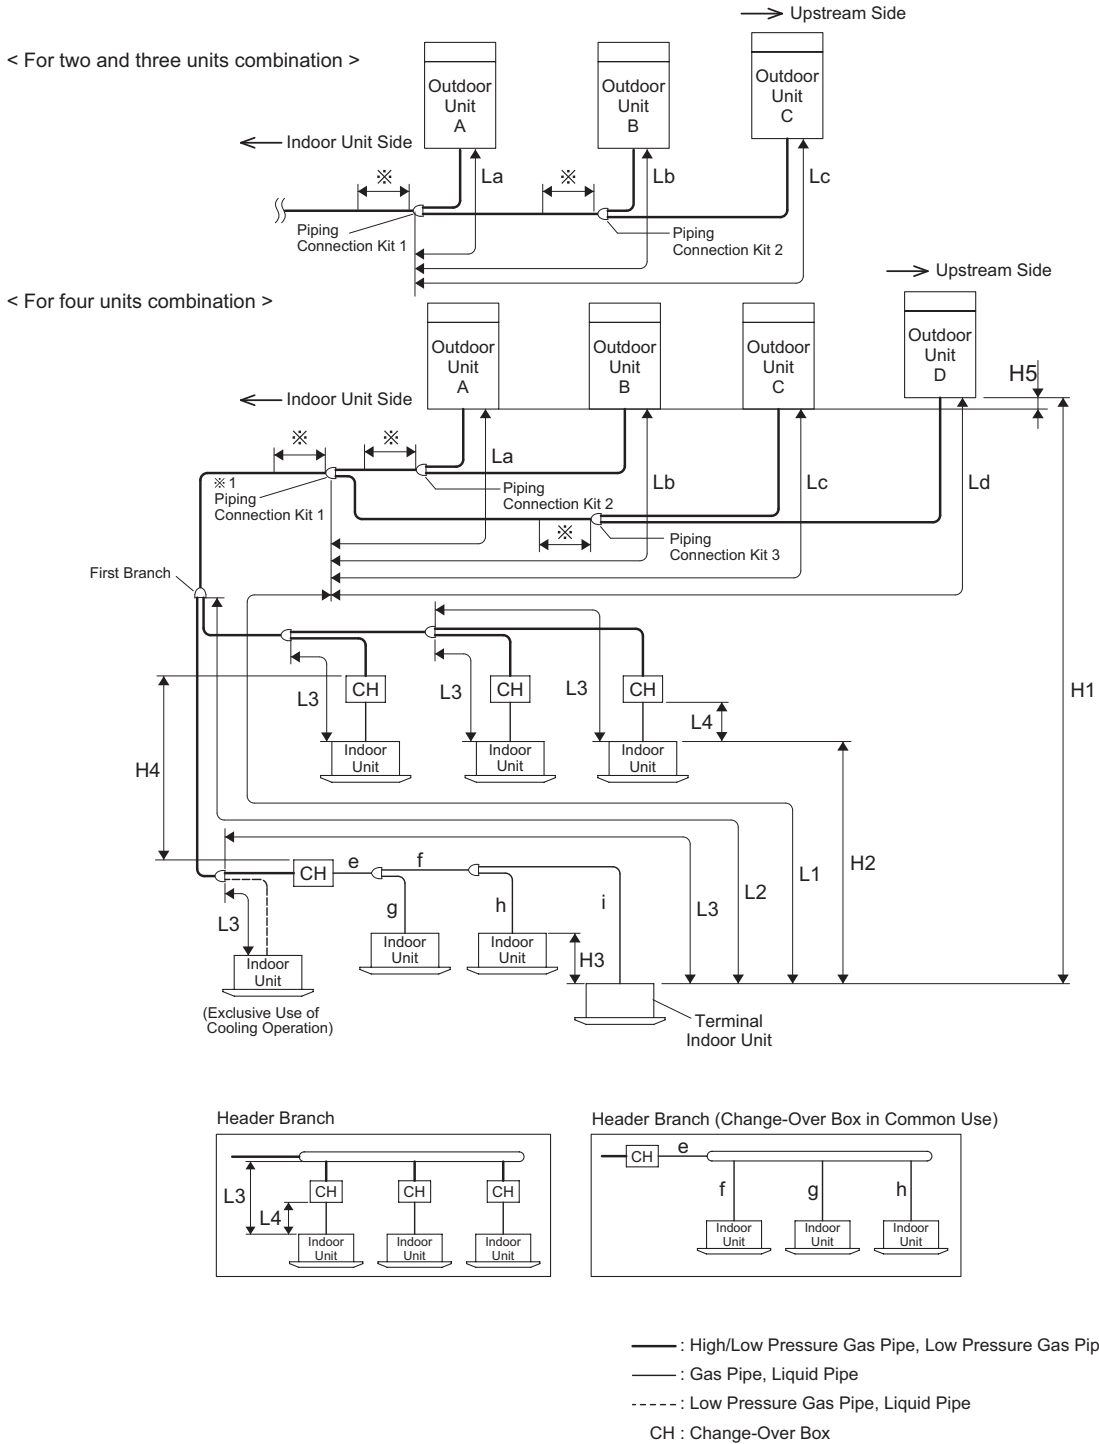 Upstream Side
< For two and three units combination >
Outdoor
Unit
A
Outdoor
Unit
B
Outdoor
Unit
C
Indoor Unit Side
※
La
※
Lb
Lc
Piping
Connection Kit 1
Piping
Connection Kit 2
Upstream Side
< For four units combination >
Outdoor
Unit
A
Outdoor
Unit
B
Outdoor
Unit
C
Outdoor
Unit
D
H5
Indoor Unit Side
※
※
La
Lb
Lc
Ld
※1
Piping
Connection Kit 1
Piping
Connection Kit 2
※
Piping
Connection Kit 3
First Branch
CH
CH
CH
L3
L3
L3
L4
H1
Indoor
Unit
Indoor
Unit
Indoor
Unit
H4
CH
e
f
g
h
i
L3
L2
L1
H2
L3
Indoor
Unit
Indoor
Unit
Indoor
Unit
H3
(Exclusive Use of
Cooling Operation)
Terminal
Indoor Unit
Header Branch
L3
CH
CH
CH
L4
Indoor
Unit
Indoor
Unit
Indoor
Unit
Header Branch (Change-Over Box in Common Use)
CH
e
f
g
h
Indoor
Unit
Indoor
Unit
Indoor
Unit
: High/Low Pressure Gas Pipe, Low Pressure Gas Pip
: Gas Pipe, Liquid Pipe
: Low Pressure Gas Pipe, Liquid Pipe
CH : Change-Over Box